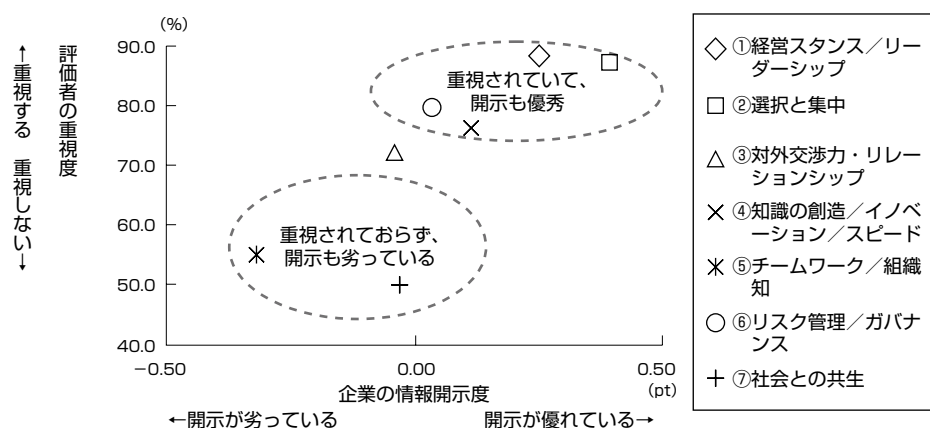 (%)
90.0
80.0
70.0
60.0
50.0
40.0
−0.50
0.00
0.50
(pt)
企業の情報開示度
←開示が劣っている
開示が優れている→
評価者の重視度
←重視する 重視しない→
重視されていて、
開示も優秀
重視されておらず、
開示も劣っている
①経営スタンス／リー
ダーシップ
②選択と集中
③対外交渉力・リレー
ションシップ
④知識の創造／イノベ
ーション／スピード
⑤チームワーク／組織
知
⑥リスク管理／ガバナ
ンス
⑦社会との共生